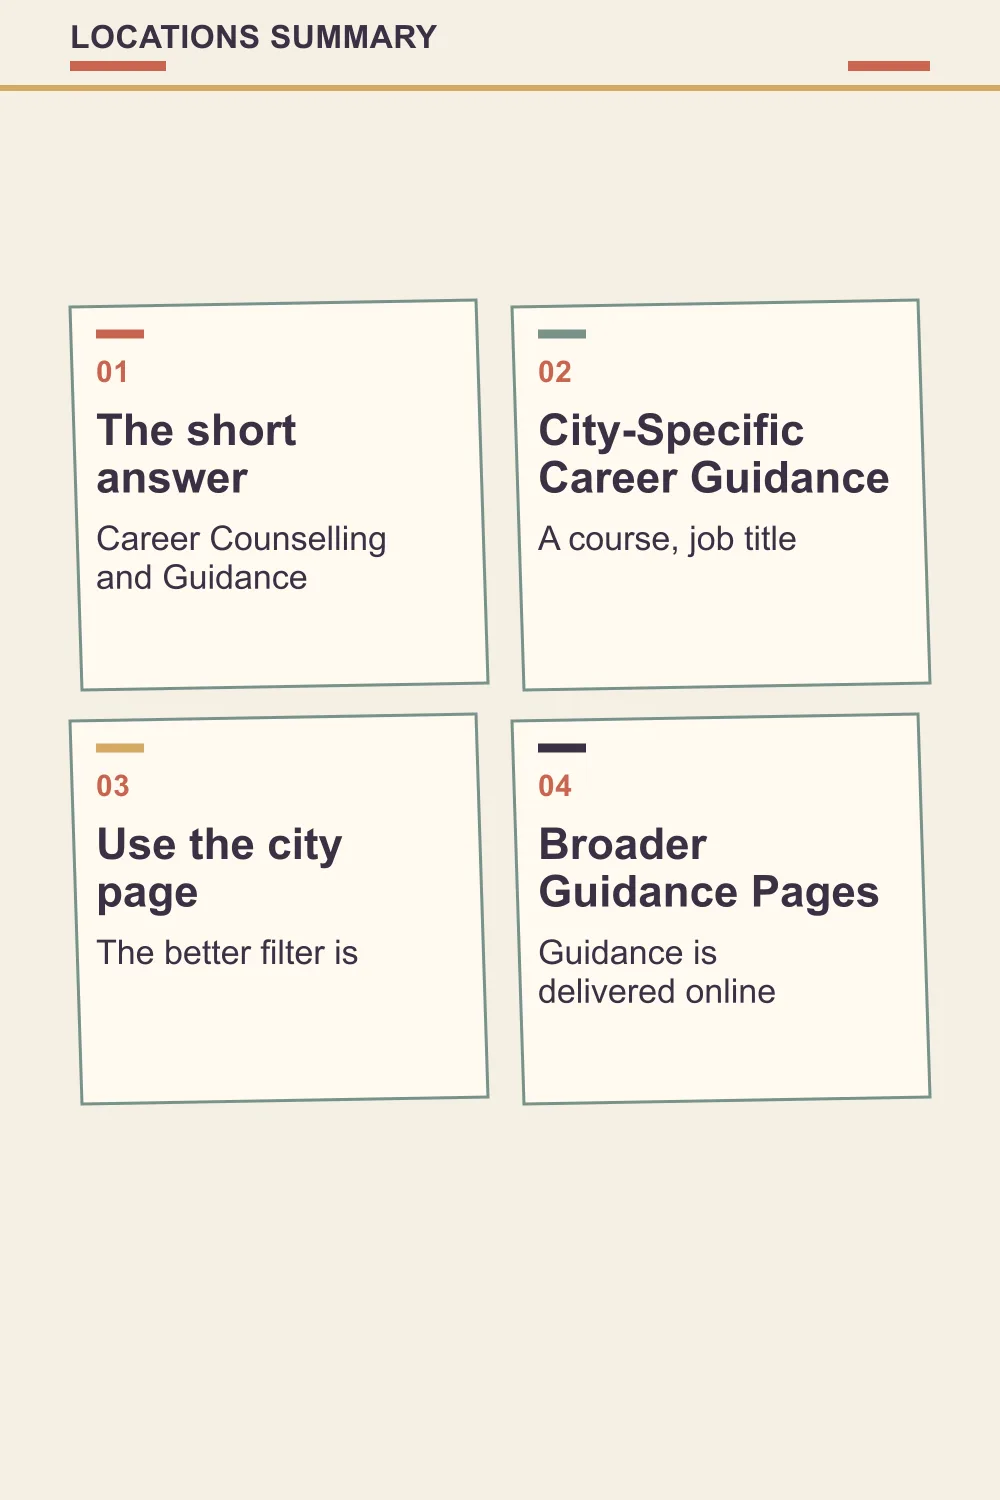 LOCATIONS SUMMARY
01
The short
answer
Career Counselling
and Guidance
02
City-Specific
Career Guidance
A course, job title
03
Use the city
page
The better filter is
04
Broader
Guidance Pages
Guidance is
delivered online